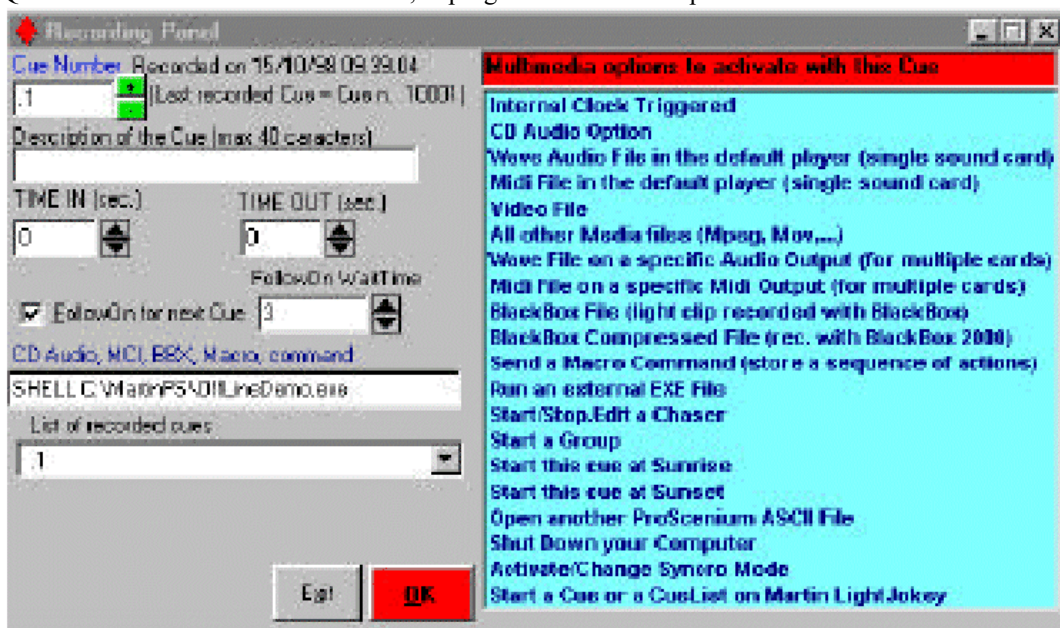 Recording Panel
Cue Number Recorded on 15/10/98 09.39.04
.1
(Last recorded Cue = Cue n. 1000)
Description of the Cue (max 40 caracters)
TIME IN (sec.)
TIME OUT (sec.)
0
0
FollowOn WaitTime
FollowOn for next Cue
3
CD Audio, MCI, BBX, Macro, command
SHELL C:\MartinPS\OffLineDemo.exe
List of recorded cues
.1
Exit
OK
Multimedia options to activate with this Cue
Internal Clock Triggered
CD Audio Option
Wave Audio File in the default player (single sound card)
Midi File in the default player (single sound card)
Video File
All other Media files (Mpeg, Mov,...)
Wave File on a specific Audio Output (for multiple cards)
Midi File on a specific Midi Output (for multiple cards)
BlackBox File (light clip recorded with BlackBox)
BlackBox Compressed File (rec. with BlackBox 2000)
Send a Macro Command (store a sequence of actions)
Run an external EXE File
Start/Stop.Edit a Chaser
Start a Group
Start this cue at Sunrise
Start this cue at Sunset
Open another ProScenium ASCII File
Shut Down your Computer
Activate/Change Syncro Mode
Start a Cue or a CueList on Martin LightJokey